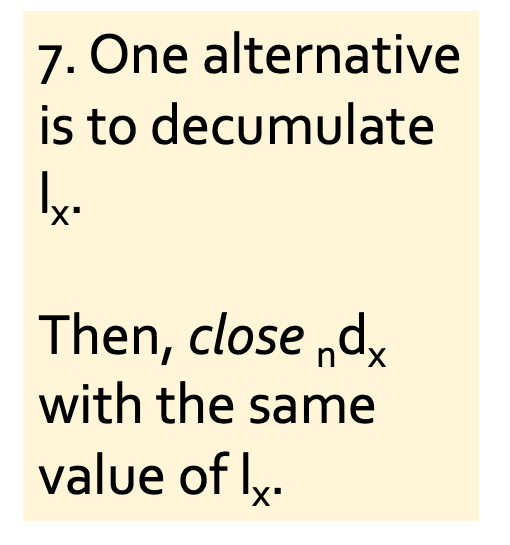 7. One alternative
is to decumulate
lₓ.
Then, close ₙdₓ
with the same
value of lₓ.